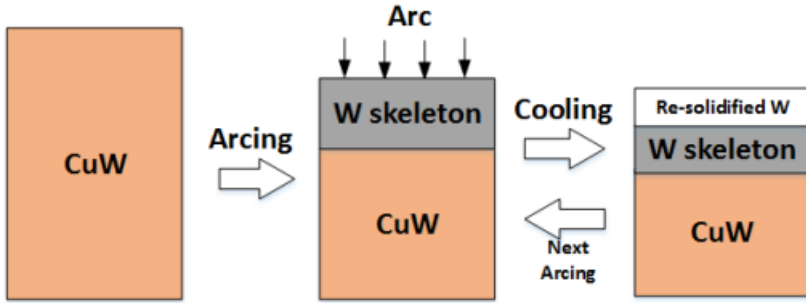 CuW
Arcing
Arc
W skeleton
CuW
Cooling
Next
Arcing
Re-solidified W
W skeleton
CuW